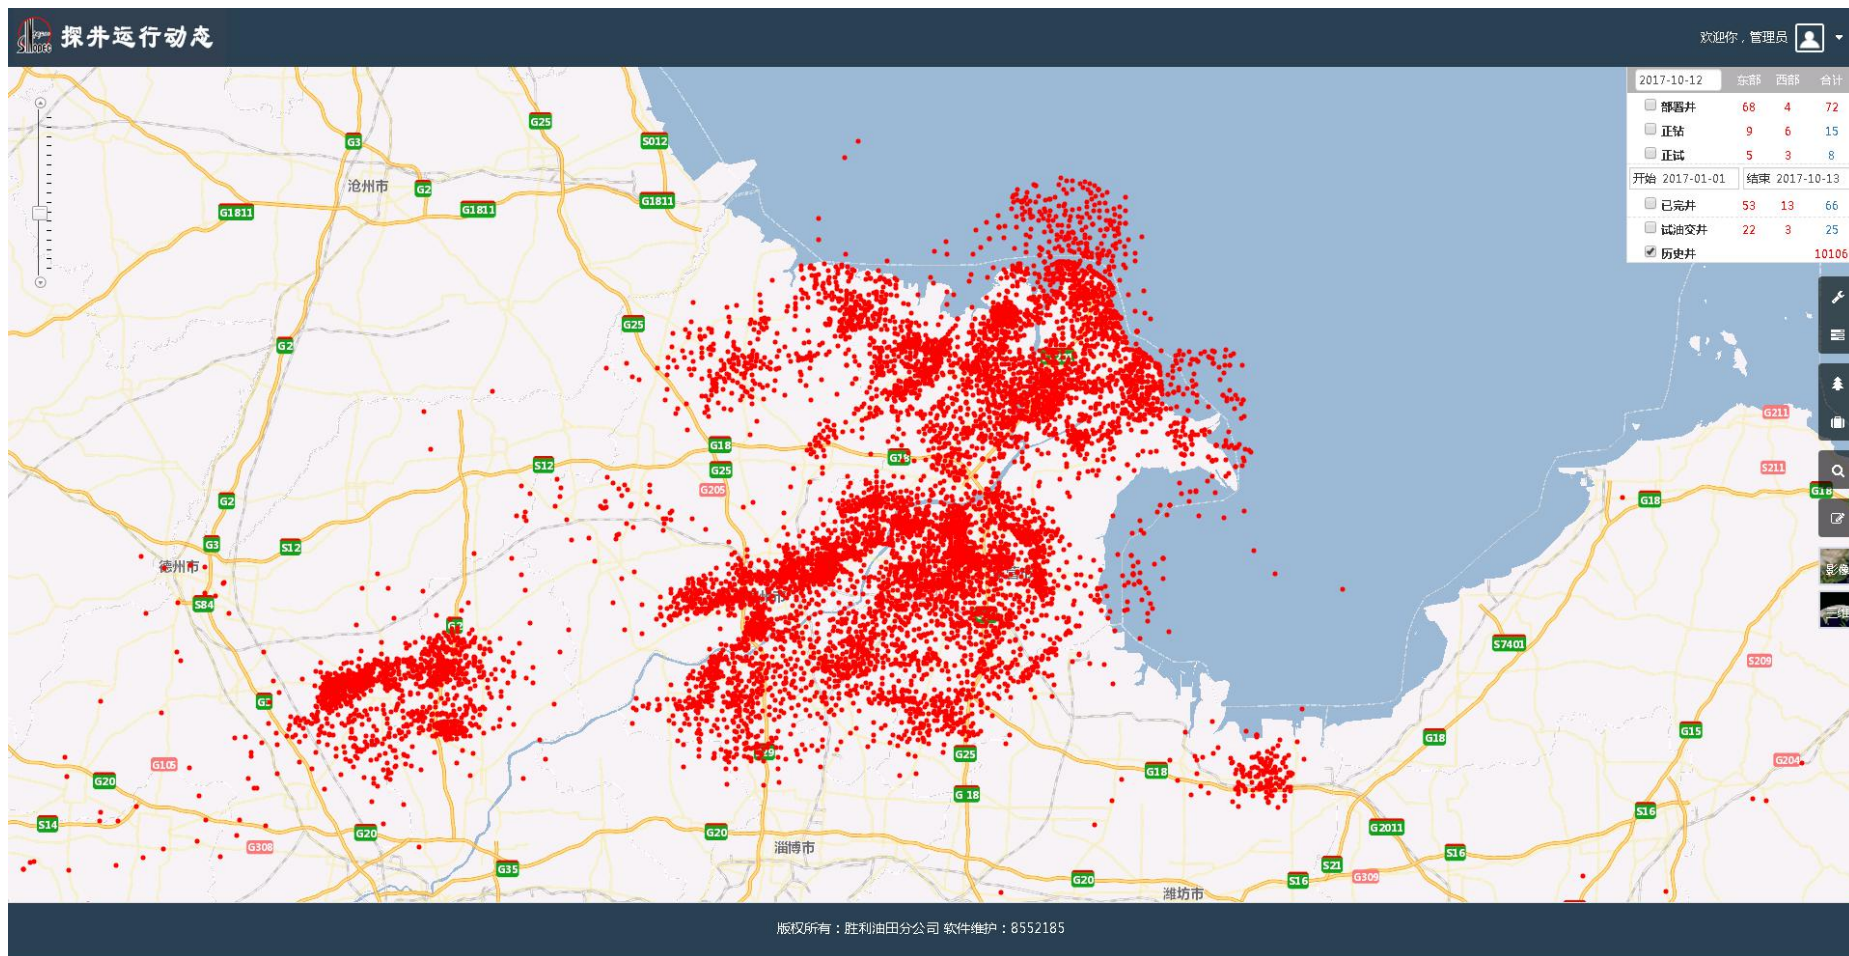 SINOPEC 探井运行动态
欢迎你，管理员
2017-10-12 东部 西部 合计
部署井 68 4 72
正钻 9 6 15
正试 5 3 8
开始 2017-01-01 结束 2017-10-13
已完井 53 13 66
试油交井 22 3 25
历史井 10106
G25
G3
S012
沧州市
G2
G1811
G1811
G1811
G25
G2
G211
G18
G18
S12
G25
S211
G205
G18
G18
G2
G3
S12
德州市
影像
S84
三维
S7401
S209
G15
G18
G105
G25
G18
G204
G20
G18
S14
G20
G20
G2011
S16
G308
淄博市
S16
G35
S21
G20
S16
G309
潍坊市
版权所有：胜利油田分公司 软件维护：8552185